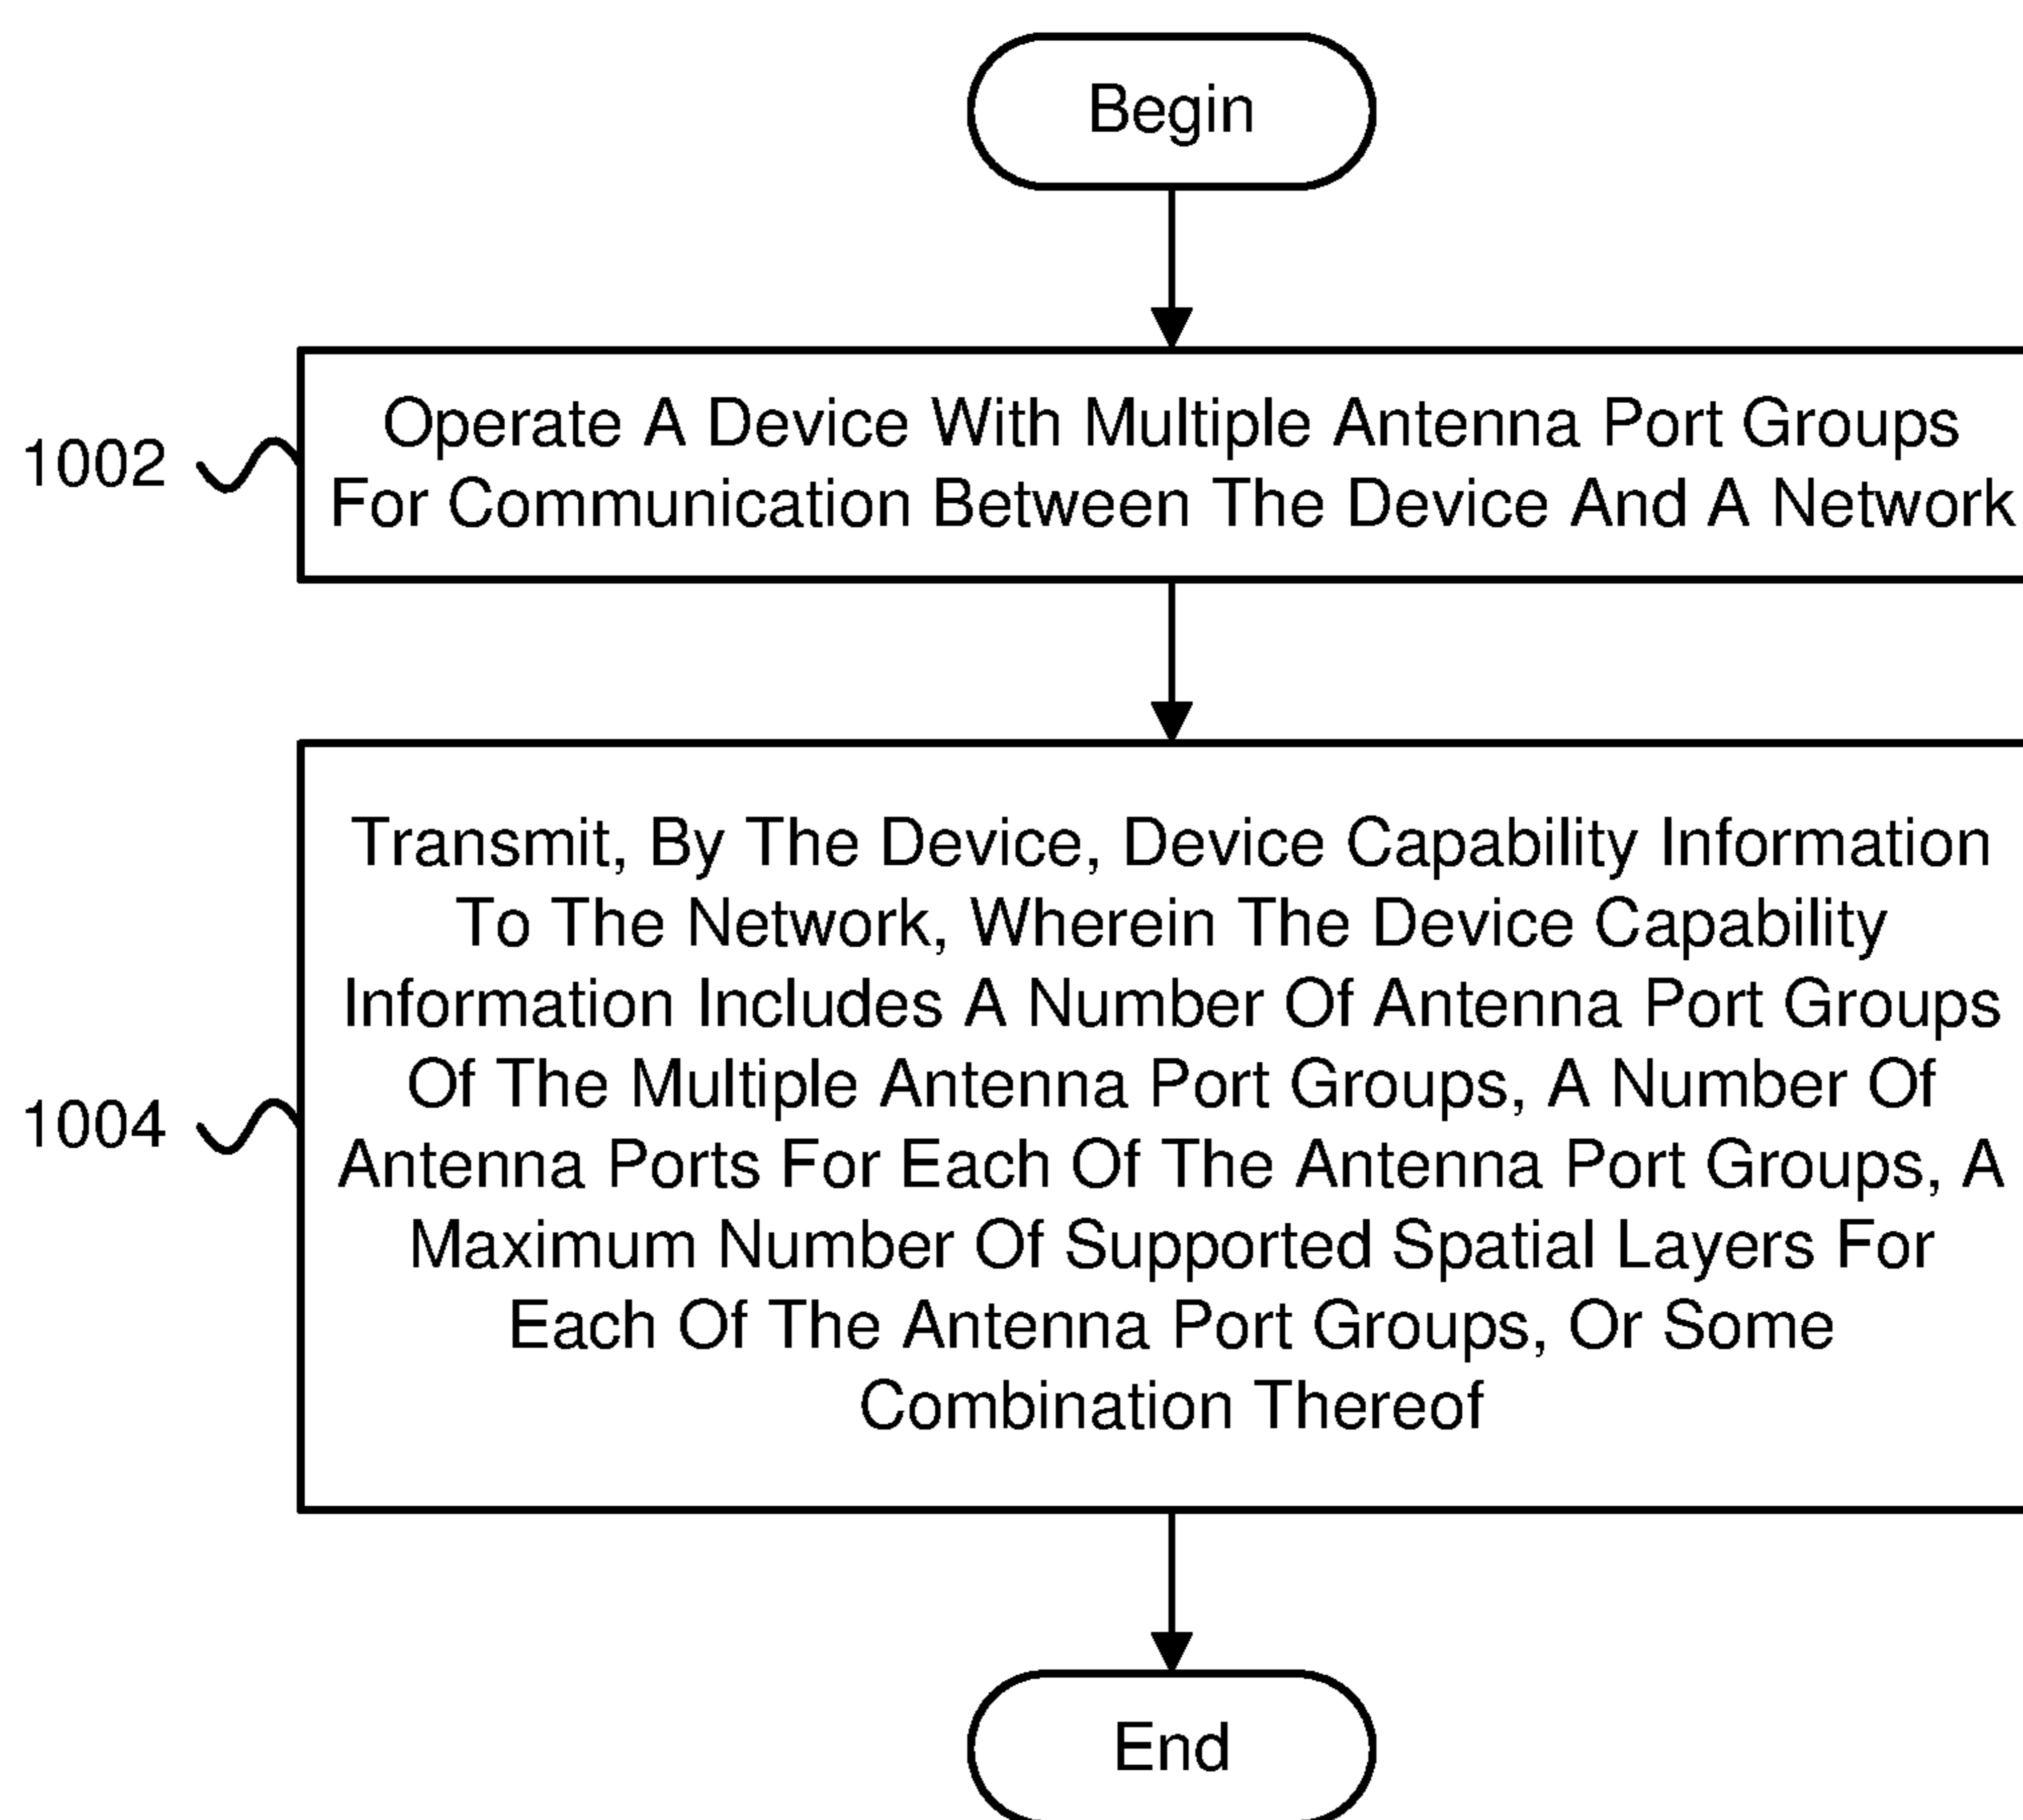 Begin
1002
Operate A Device With Multiple Antenna Port Groups
For Communication Between The Device And A Network
1004
Transmit, By The Device, Device Capability Information
To The Network, Wherein The Device Capability
Information Includes A Number Of Antenna Port Groups
Of The Multiple Antenna Port Groups, A Number Of
Antenna Ports For Each Of The Antenna Port Groups, A
Maximum Number Of Supported Spatial Layers For
Each Of The Antenna Port Groups, Or Some
Combination Thereof
End